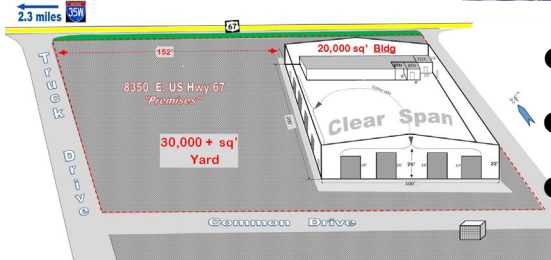 2.3 miles
35W
67
152'
20,000 sq' Bldg
8350 E. US Hwy 67
"Premises"
Truck Drive
30,000 + sq'
Yard
Clear Span
200'
26'
22'
100'
Common Drive